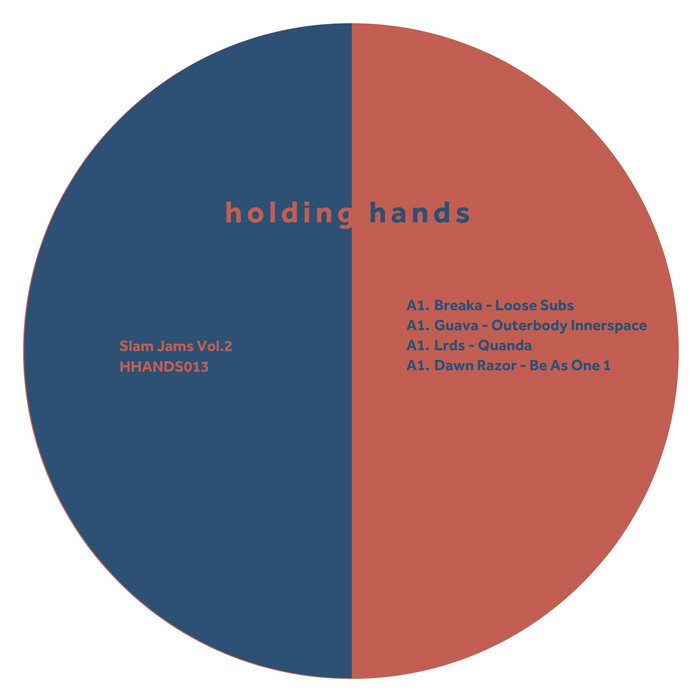 holding hands
Slam Jams Vol.2
HHANDS013
A1. Breaka - Loose Subs
A1. Guava - Outerbody Innerspace
A1. Lrds - Quanda
A1. Dawn Razor - Be As One 1